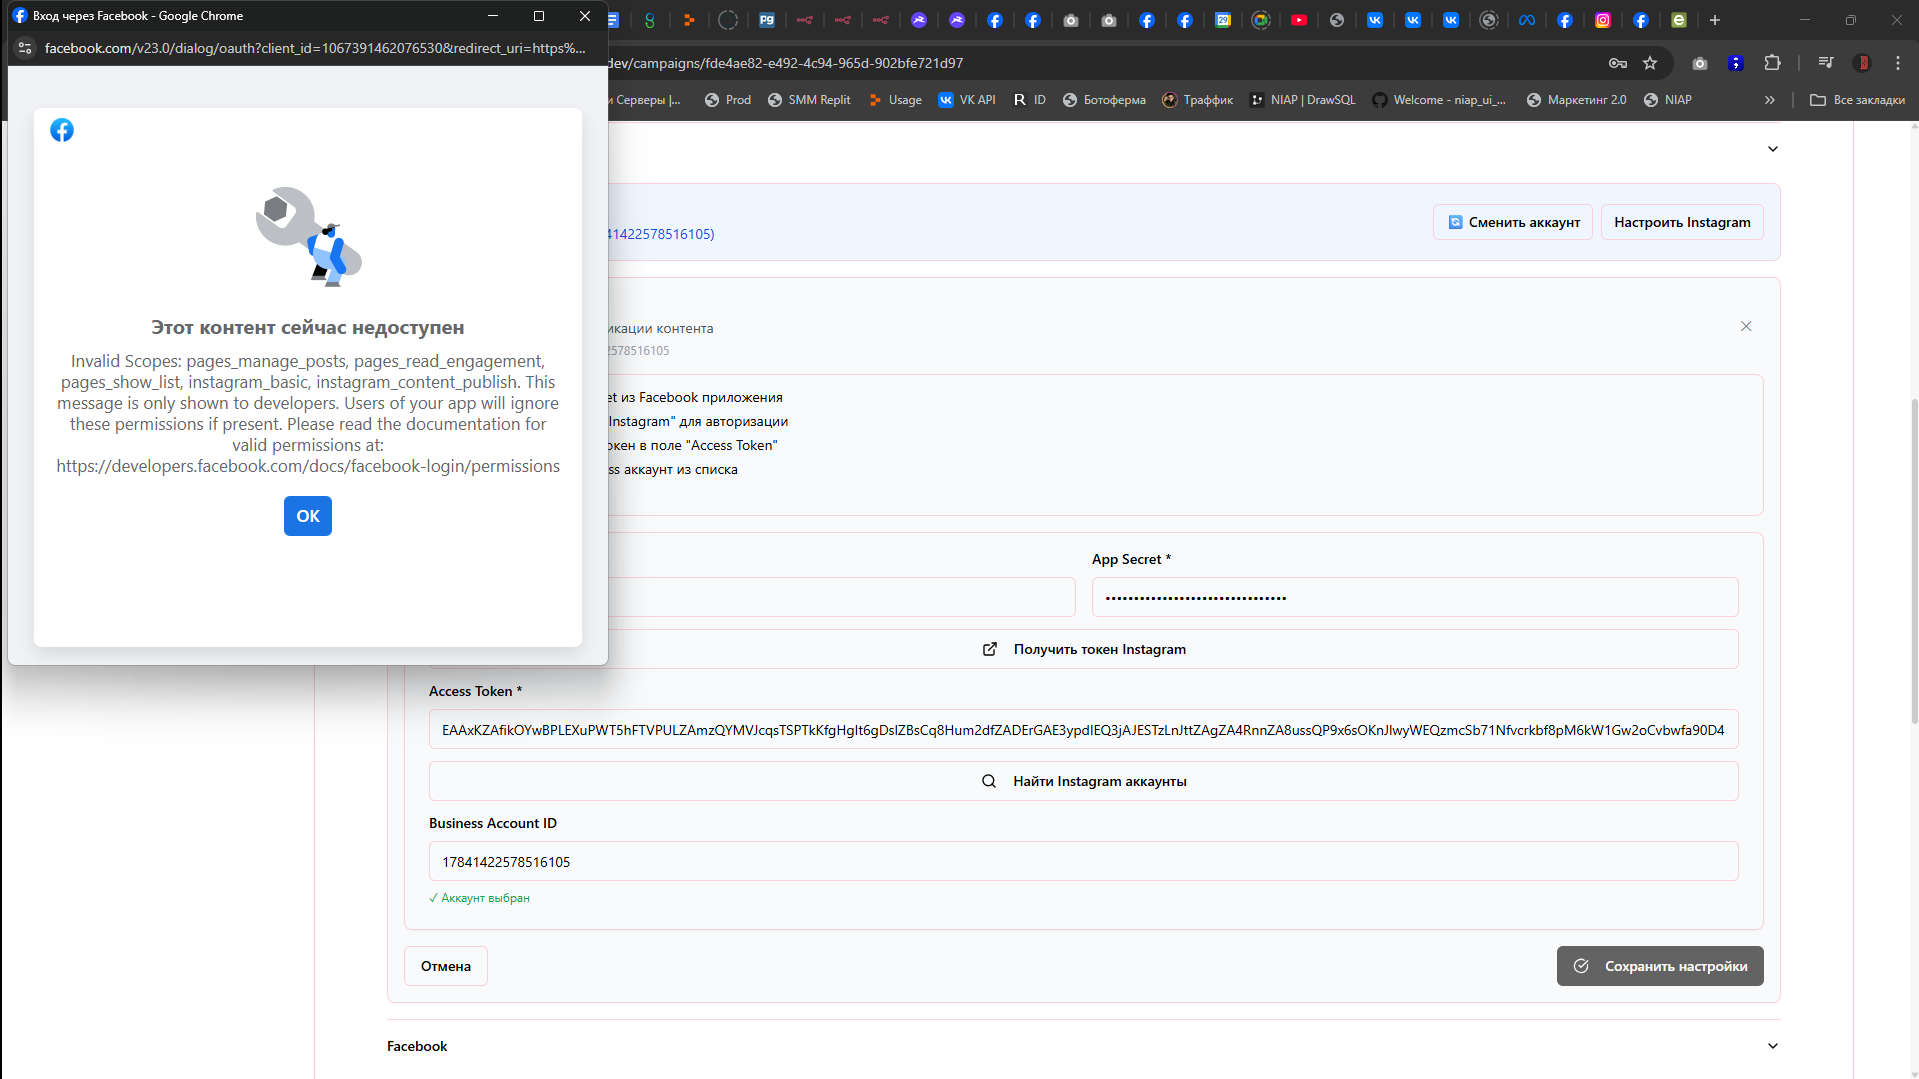 Вход через Facebook - Google Chrome
facebook.com/v23.0/dialog/oauth?client_id=1067391462076530&redirect_uri=https%...
dev/campaigns/fde4ae82-e492-4c94-965d-902bfe721d97
и Серверы |...
Prod
SMM Replit
Usage
VK API
ID
Ботоферма
Траффик
NIAP | DrawSQL
Welcome - niap_ui_...
Маркетинг 2.0
NIAP
Все закладки
Этот контент сейчас недоступен
Invalid Scopes: pages_manage_posts, pages_read_engagement,
pages_show_list, instagram_basic, instagram_content_publish. This
message is only shown to developers. Users of your app will ignore
these permissions if present. Please read the documentation for
valid permissions at:
https://developers.facebook.com/docs/facebook-login/permissions
OK
41422578516105)
Сменить аккаунт
Настроить Instagram
икации контента
2578516105
et из Facebook приложения
Instagram" для авторизации
окен в поле "Access Token"
ss аккаунт из списка
App Secret *
••••••••••••••••••••••••••••••••
Получить токен Instagram
Access Token *
Найти Instagram аккаунты
Business Account ID
17841422578516105
✓ Аккаунт выбран
Отмена
Сохранить настройки
Facebook